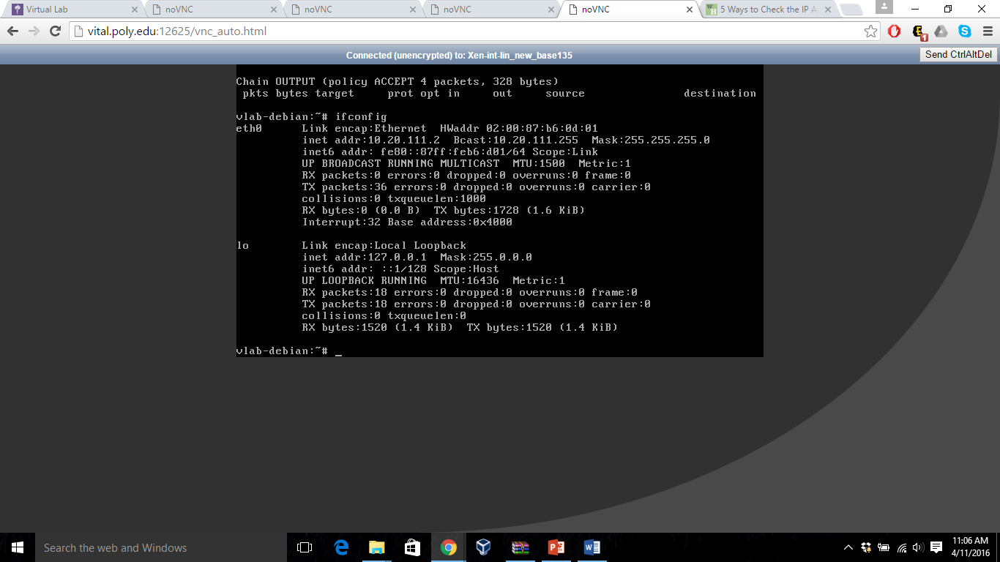 Virtual Lab
noVNC
noVNC
noVNC
noVNC
5 Ways to Check the IP A
vital.poly.edu:12625/vnc_auto.html
1
Connected (unencrypted) to: Xen-int-lin_new_base135
Send CtrlAltDel
Chain OUTPUT (policy ACCEPT 4 packets, 328 bytes)
pkts bytes target prot opt in out source destination
vlab-debian:~# ifconfig
eth0 Link encap:Ethernet HWaddr 02:00:87:b6:0d:01
inet addr:10.20.111.2 Bcast:10.20.111.255 Mask:255.255.255.0
inet6 addr: fe80::87ff:feb6:d01/64 Scope:Link
UP BROADCAST RUNNING MULTICAST MTU:1500 Metric:1
RX packets:0 errors:0 dropped:0 overruns:0 frame:0
TX packets:36 errors:0 dropped:0 overruns:0 carrier:0
collisions:0 txqueuelen:1000
RX bytes:0 (0.0 B) TX bytes:1728 (1.6 KiB)
Interrupt:32 Base address:0x4000
lo Link encap:Local Loopback
inet addr:127.0.0.1 Mask:255.0.0.0
inet6 addr: ::1/128 Scope:Host
UP LOOPBACK RUNNING MTU:16436 Metric:1
RX packets:18 errors:0 dropped:0 overruns:0 frame:0
TX packets:18 errors:0 dropped:0 overruns:0 carrier:0
collisions:0 txqueuelen:0
RX bytes:1520 (1.4 KiB) TX bytes:1520 (1.4 KiB)
vlab-debian:~# _
Search the web and Windows
11:06 AM
4/11/2016